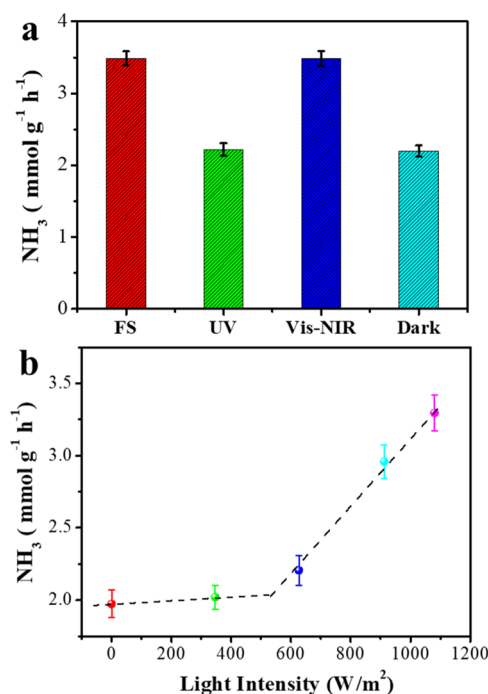 a
NH3 ( mmol g-1 h-1)
4
3
2
1
0
FS UV Vis-NIR Dark
b
NH3 ( mmol g-1 h-1)
3.5
3.0
2.5
2.0
0 200 400 600 800 1000 1200
Light Intensity (W/m2)